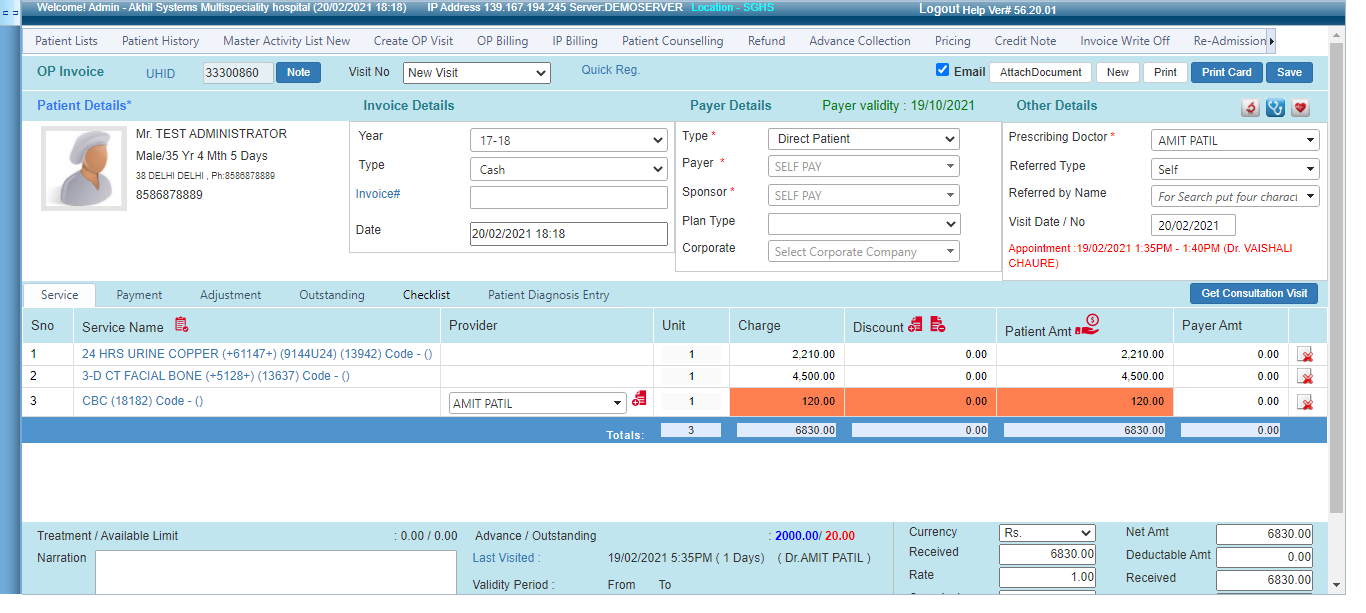 Welcome! Admin - Akhil Systems Multispeciality hospital (20/02/2021 18:18) IP Address 139.167.194.245 Server:DEMOSERVER Location - SGHS Logout Help Ver# 56.20.01
Patient Lists Patient History Master Activity List New Create OP Visit OP Billing IP Billing Patient Counselling Refund Advance Collection Pricing Credit Note Invoice Write Off Re-Admission
OP Invoice UHID 33300860 Note Visit No New Visit Quick Reg. Email AttachDocument New Print Print Card Save
Patient Details* Invoice Details Payer Details Payer validity : 19/10/2021 Other Details
Mr. TEST ADMINISTRATOR
Male/35 Yr 4 Mth 5 Days
38 DELHI DELHI , Ph:8586878889
8586878889
Year 17-18
Type Cash
Invoice#
Date 20/02/2021 18:18
Type * Direct Patient
Payer * SELF PAY
Sponsor * SELF PAY
Plan Type
Corporate Select Corporate Company
Prescribing Doctor * AMIT PATIL
Referred Type Self
Referred by Name For Search put four charact
Visit Date / No 20/02/2021
Appointment :19/02/2021 1:35PM - 1:40PM (Dr. VAISHALI
CHAURE)
Service Payment Adjustment Outstanding Checklist Patient Diagnosis Entry Get Consultation Visit
Sno Service Name Provider Unit Charge Discount Patient Amt Payer Amt
1 24 HRS URINE COPPER (+61147+) (9144U24) (13942) Code - () 1 2,210.00 0.00 2,210.00 0.00
2 3-D CT FACIAL BONE (+5128+) (13637) Code - () 1 4,500.00 0.00 4,500.00 0.00
3 CBC (18182) Code - () AMIT PATIL 1 120.00 0.00 120.00 0.00
Totals: 3 6830.00 0.00 6830.00 0.00
Treatment / Available Limit : 0.00 / 0.00
Narration
Advance / Outstanding : 2000.00/ 20.00
Last Visited : 19/02/2021 5:35PM ( 1 Days) ( Dr.AMIT PATIL )
Validity Period : From To
Currency Rs.
Received 6830.00
Rate 1.00
Net Amt 6830.00
Deductable Amt 0.00
Received 6830.00